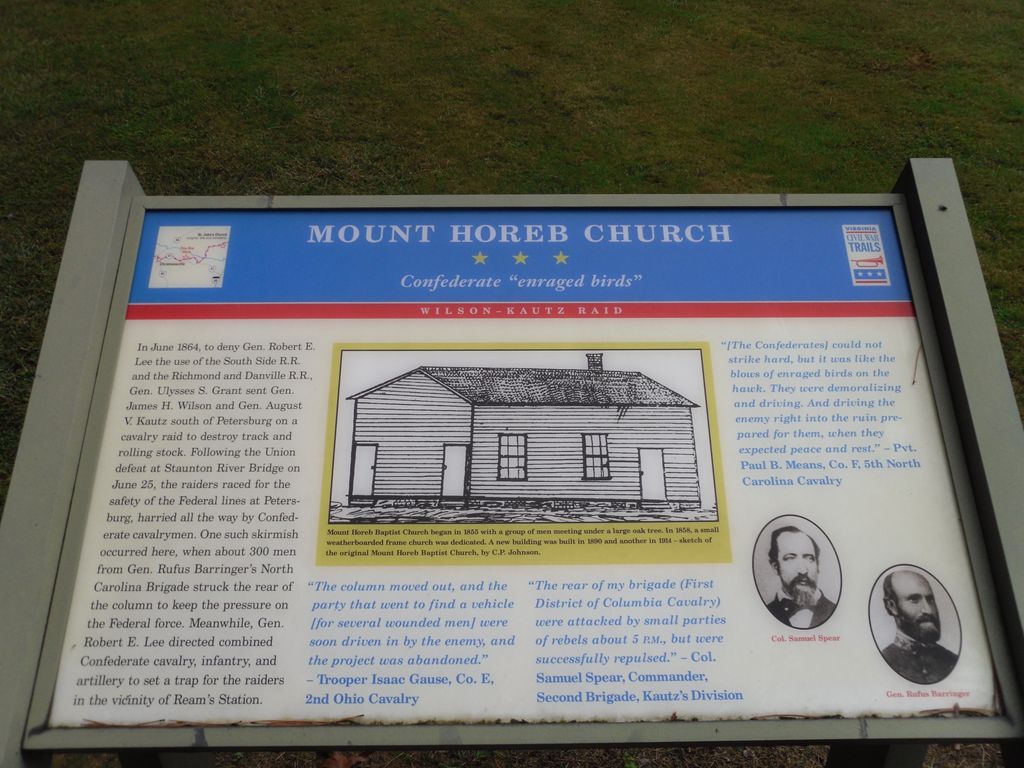 MOUNT HOREB CHURCH
Confederate "enraged birds"
VIRGINIA
CIVIL WAR
TRAILS
WILSON-KAUTZ RAID
In June 1864, to deny Gen. Robert E.
Lee the use of the South Side R.R.
and the Richmond and Danville R.R.,
Gen. Ulysses S. Grant sent Gen.
James H. Wilson and Gen. August
V. Kautz south of Petersburg on a
cavalry raid to destroy track and
rolling stock. Following the Union
defeat at Staunton River Bridge on
June 25, the raiders raced for the
safety of the Federal lines at Peters-
burg, harried all the way by Confed-
erate cavalrymen. One such skirmish
occurred here, when about 300 men
from Gen. Rufus Barringer's North
Carolina Brigade struck the rear of
the column to keep the pressure on
the Federal force. Meanwhile, Gen.
Robert E. Lee directed combined
Confederate cavalry, infantry, and
artillery to set a trap for the raiders
in the vicinity of Ream's Station.
Mount Horeb Baptist Church began in 1855 with a group of men meeting under a large oak tree. In 1858, a small
weatherboarded frame church was dedicated. A new building was built in 1890 and another in 1914 – sketch of
the original Mount Horeb Baptist Church, by C.P. Johnson.
"The column moved out, and the
party that went to find a vehicle
[for several wounded men] were
soon driven in by the enemy, and
the project was abandoned."
– Trooper Isaac Gause, Co. E,
2nd Ohio Cavalry
"The rear of my brigade (First
District of Columbia Cavalry)
were attacked by small parties
of rebels about 5 P.M., but were
successfully repulsed." – Col.
Samuel Spear, Commander,
Second Brigade, Kautz's Division
"[The Confederates] could not
strike hard, but it was like the
blows of enraged birds on the
hawk. They were demoralizing
and driving. And driving the
enemy right into the ruin pre-
pared for them, when they
expected peace and rest." – Pvt.
Paul B. Means, Co. F, 5th North
Carolina Cavalry
Col. Samuel Spear
Gen. Rufus Barringer